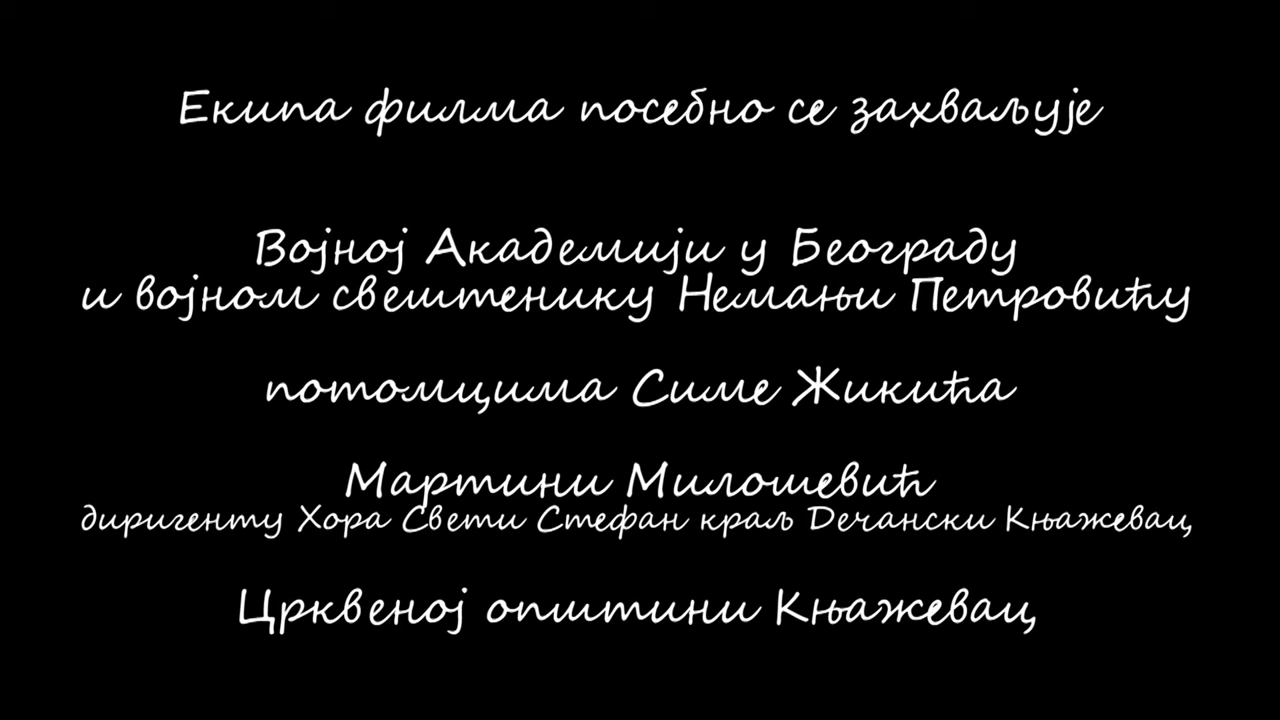 Екипа филма посебно се захваљује
Војној Академији у Београду
и војном свештенику Немањи Петровићу
потомцима Симе Жикића
Мартини Милошевић
диригенту Хора Свети Стефан краљ Дечански Књажевац
Црквеној општини Књажевац